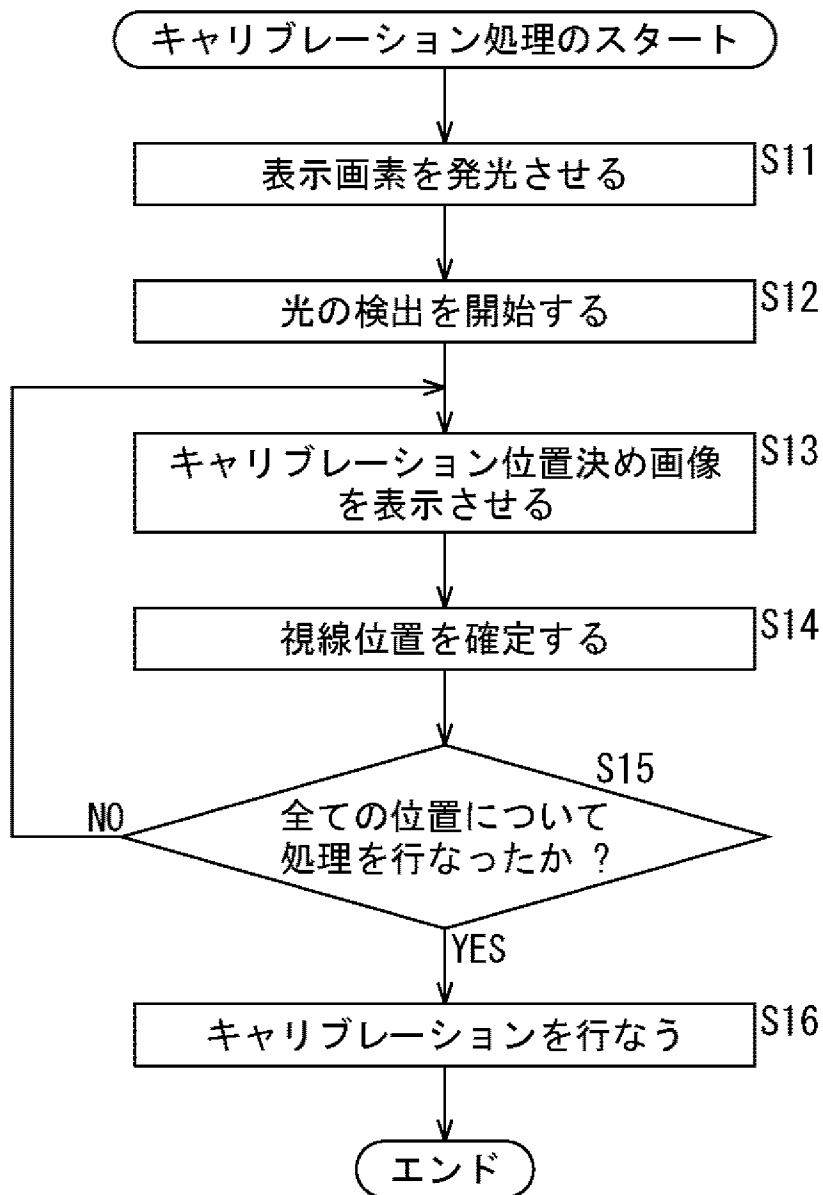 キャリブレーション処理のスタート
表示画素を発光させる
S11
光の検出を開始する
S12
キャリブレーション位置決め画像
を表示させる
S13
視線位置を確定する
S14
S15
全ての位置について
処理を行なったか ?
NO
YES
キャリブレーションを行なう
S16
エンド